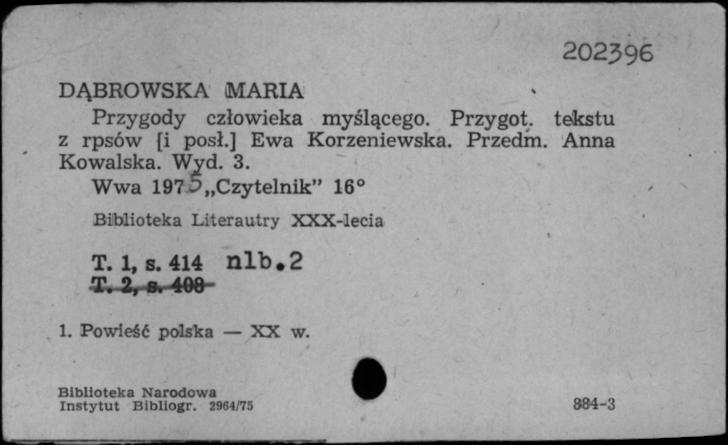 202396
DĄBROWSKA MARIA
Przygody człowieka myślącego. Przygot. tekstu
z rpsów [i posł.] Ewa Korzeniewska. Przedm. Anna
Kowalska. Wyd. 3.
Wwa 1975 „Czytelnik” 16°
Biblioteka Literautry XXX-lecia
T. 1, s. 414 nlb.2
T. 2, s. 408
1. Powieść polska — XX w.
Biblioteka Narodowa
Instytut Bibliogr. 2964/75
884-3